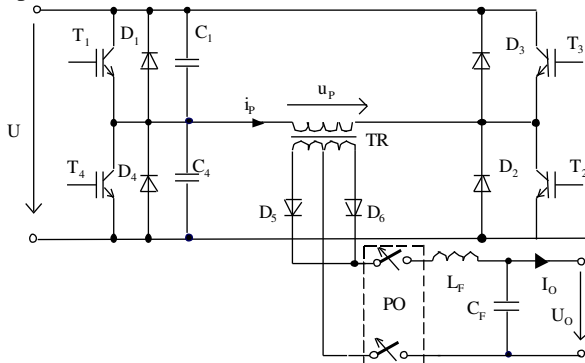 T1 D1 C1 D3 T3
uP
iP
U
TR
T4 D4 C4 D2 T2
D5 D6
PO LF IO
CF UO